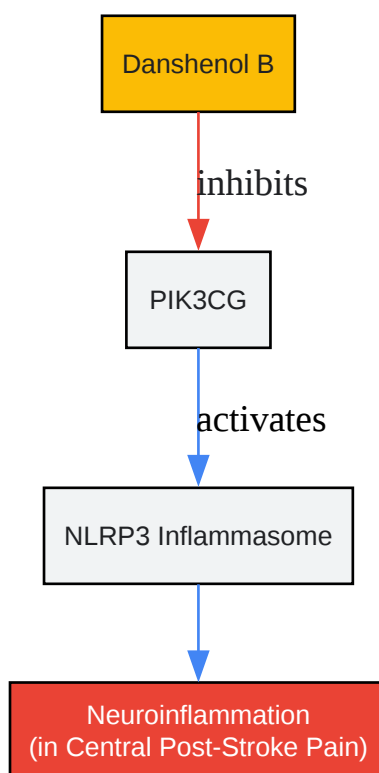 Danshenol B
inhibits
PIK3CG
activates
NLRP3 Inflammasome
Neuroinflammation
(in Central Post-Stroke Pain)